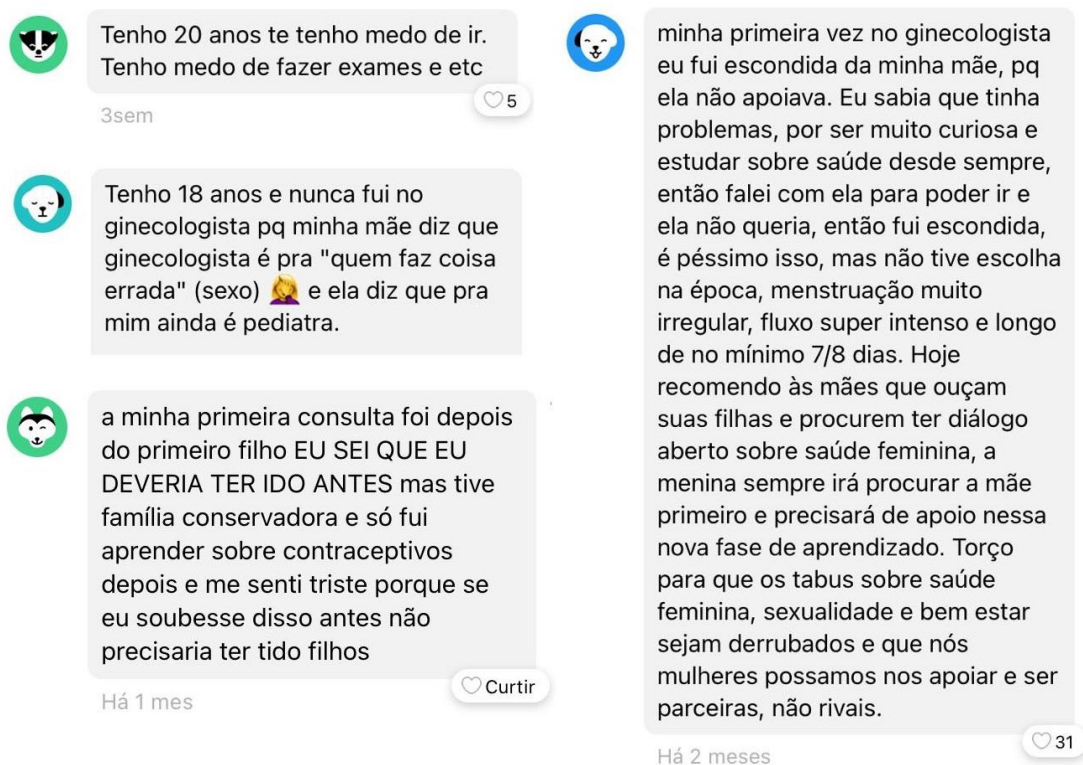 Tenho 20 anos te tenho medo de ir.
Tenho medo de fazer exames e etc
5
3sem
Tenho 18 anos e nunca fui no
ginecologista pq minha mãe diz que
ginecologista é pra "quem faz coisa
errada" (sexo) 🤦‍♀️ e ela diz que pra
mim ainda é pediatra.
a minha primeira consulta foi depois
do primeiro filho EU SEI QUE EU
DEVERIA TER IDO ANTES mas tive
família conservadora e só fui
aprender sobre contraceptivos
depois e me senti triste porque se
eu soubesse disso antes não
precisaria ter tido filhos
Curtir
Há 1 mes
minha primeira vez no ginecologista
eu fui escondida da minha mãe, pq
ela não apoiava. Eu sabia que tinha
problemas, por ser muito curiosa e
estudar sobre saúde desde sempre,
então falei com ela para poder ir e
ela não queria, então fui escondida,
é péssimo isso, mas não tive escolha
na época, menstruação muito
irregular, fluxo super intenso e longo
de no mínimo 7/8 dias. Hoje
recomendo às mães que ouçam
suas filhas e procurem ter diálogo
aberto sobre saúde feminina, a
menina sempre irá procurar a mãe
primeiro e precisará de apoio nessa
nova fase de aprendizado. Torço
para que os tabus sobre saúde
feminina, sexualidade e bem estar
sejam derrubados e que nós
mulheres possamos nos apoiar e ser
parceiras, não rivais.
31
Há 2 meses